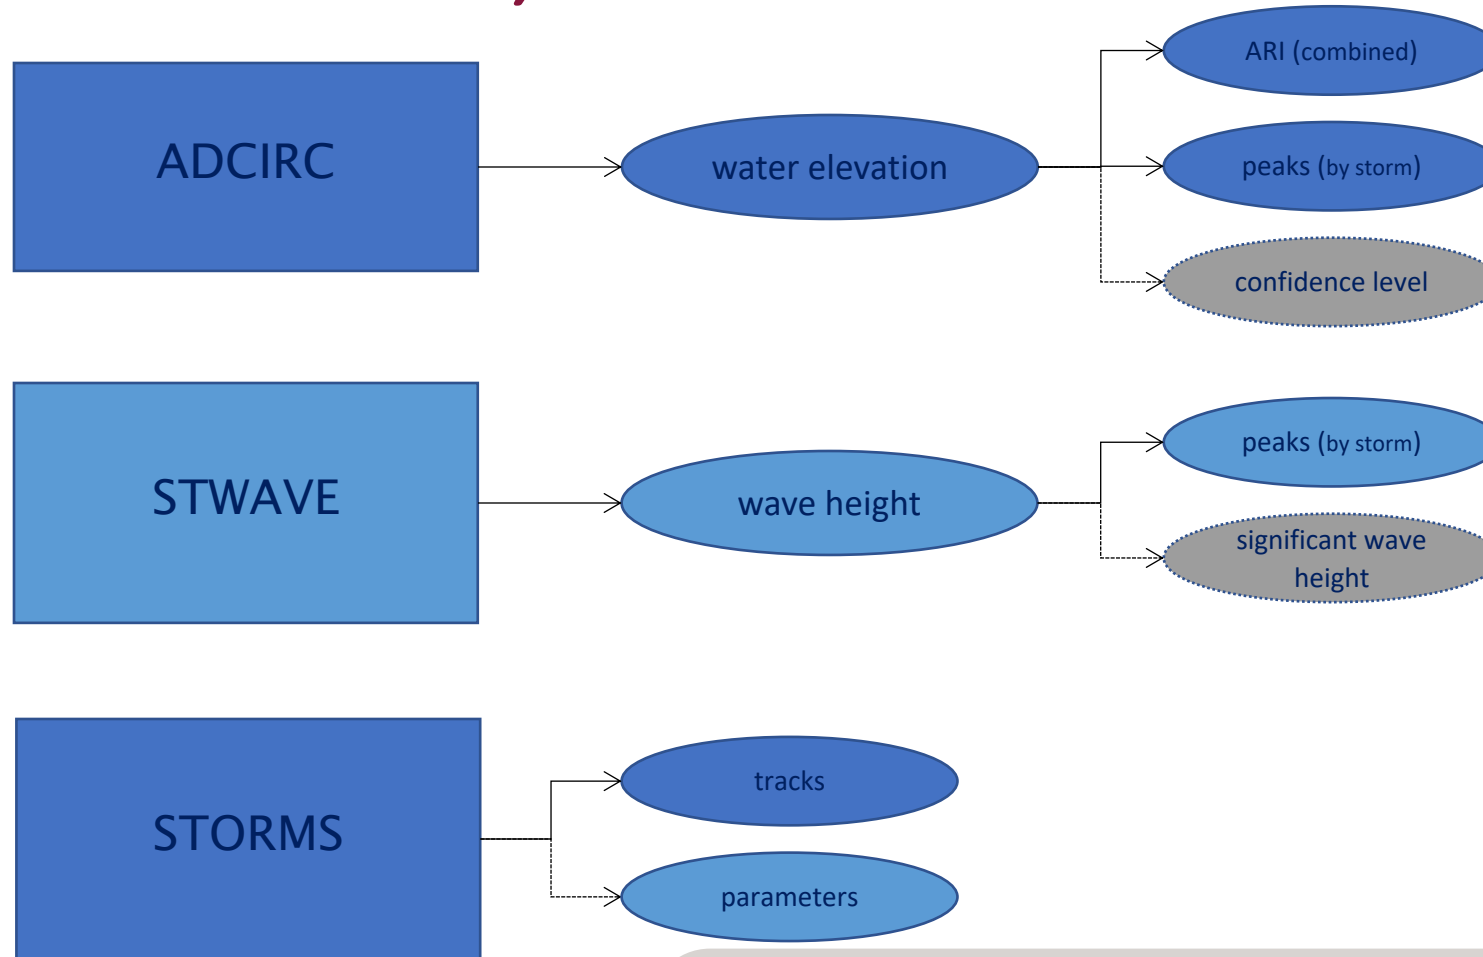 ARI (combined)
ADCIRC
water elevation
peaks (by storm)
confidence level
STWAVE
wave height
peaks (by storm)
significant wave
height
STORMS
tracks
parameters